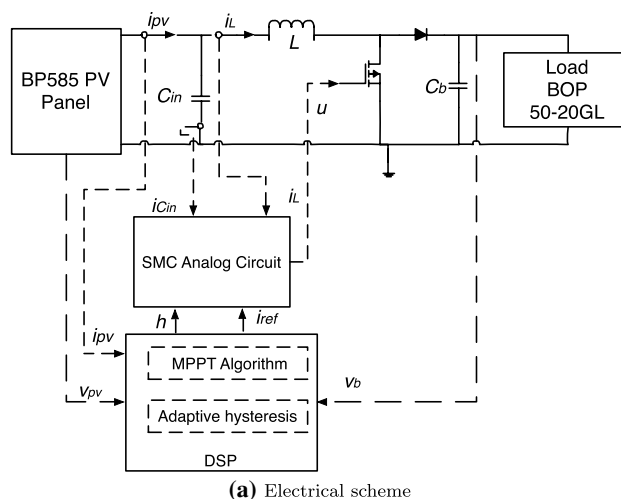 ipv
iL
BP585 PV
Panel
Cin
L
u
Cb
Load
BOP
50-20GL
iCin
iL
SMC Analog Circuit
h
iref
ipv
MPPT Algorithm
vpv
Adaptive hysteresis
vb
DSP
(a) Electrical scheme